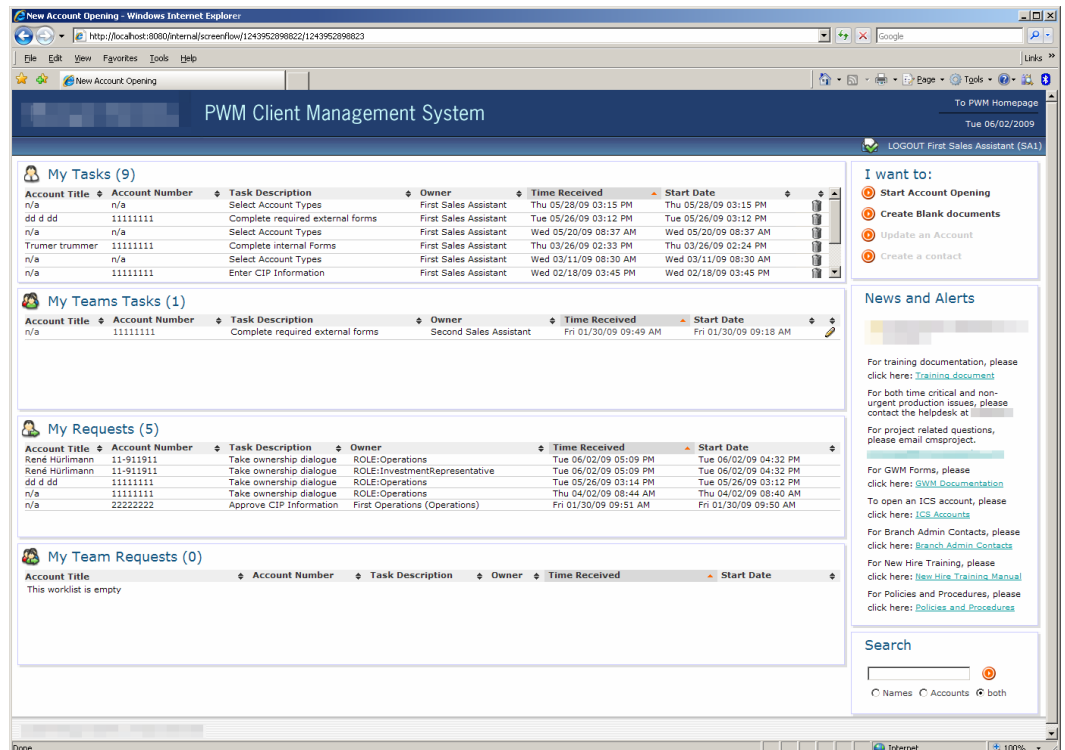 New Account Opening - Windows Internet Explorer
http://localhost:8080/internal/screenflow/1243952898822/1243952898823
Google
File Edit View Favorites Tools Help
Links »
New Account Opening
Page Tools
PWM Client Management System
To PWM Homepage
Tue 06/02/2009
LOGOUT First Sales Assistant (SA1)
My Tasks (9)
Account Title Account Number Task Description Owner Time Received Start Date
n/a n/a Select Account Types First Sales Assistant Thu 05/28/09 03:15 PM Thu 05/28/09 03:15 PM
dd d dd 11111111 Complete required external forms First Sales Assistant Tue 05/26/09 03:12 PM Tue 05/26/09 03:12 PM
n/a n/a Select Account Types First Sales Assistant Wed 05/20/09 08:37 AM Wed 05/20/09 08:37 AM
Trumer trummer 11111111 Complete internal Forms First Sales Assistant Thu 03/26/09 02:33 PM Thu 03/26/09 02:24 PM
n/a n/a Select Account Types First Sales Assistant Wed 03/11/09 08:30 AM Wed 03/11/09 08:30 AM
n/a 11111111 Enter CIP Information First Sales Assistant Wed 02/18/09 03:45 PM Wed 02/18/09 03:45 PM
My Teams Tasks (1)
Account Title Account Number Task Description Owner Time Received Start Date
n/a 11111111 Complete required external forms Second Sales Assistant Fri 01/30/09 09:49 AM Fri 01/30/09 09:18 AM
My Requests (5)
Account Title Account Number Task Description Owner Time Received Start Date
René Hürlimann 11-911911 Take ownership dialogue ROLE:Operations Tue 06/02/09 05:09 PM Tue 06/02/09 04:32 PM
René Hürlimann 11-911911 Take ownership dialogue ROLE:InvestmentRepresentative Tue 06/02/09 05:09 PM Tue 06/02/09 04:32 PM
dd d dd 11111111 Take ownership dialogue ROLE:Operations Tue 05/26/09 03:14 PM Tue 05/26/09 03:12 PM
n/a 11111111 Take ownership dialogue ROLE:Operations Thu 04/02/09 08:44 AM Thu 04/02/09 08:40 AM
n/a 22222222 Approve CIP Information First Operations (Operations) Fri 01/30/09 09:51 AM Fri 01/30/09 09:50 AM
My Team Requests (0)
Account Title Account Number Task Description Owner Time Received Start Date
This worklist is empty
I want to:
Start Account Opening
Create Blank documents
Update an Account
Create a contact
News and Alerts
For training documentation, please
click here: Training document
For both time critical and non-
urgent production issues, please
contact the helpdesk at
For project related questions,
please email cmsproject.
For GWM Forms, please
click here: GWM Documentation
To open an ICS account, please
click here: ICS Accounts
For Branch Admin Contacts, please
click here: Branch Admin Contacts
For New Hire Training, please
click here: New Hire Training Manual
For Policies and Procedures, please
click here: Policies and Procedures
Search
Names Accounts both
Done
Internet 100%